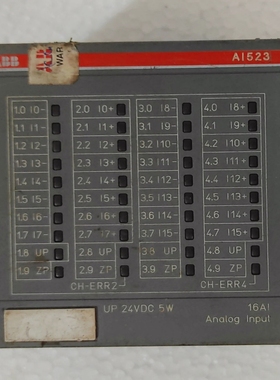 ABB
WAR
AI523
1.0 I0- 2.0 I0+ 3.0 I8- 4.0 I8+
1.1 I1- 2.1 I1+ 3.1 I9- 4.1 I9+
1.2 I2- 2.2 I2+ 3.2 I10- 4.2 I10+
1.3 I3- 2.3 I3+ 3.3 I11- 4.3 I11+
1.4 I4- 2.4 I4+ 3.4 I12- 4.4 I12+
1.5 I5- 2.5 I5+ 3.5 I13- 4.5 I13+
1.6 I6- 2.6 I6+ 3.6 I14- 4.6 I14+
1.7 I7- 2.7 I7+ 3.7 I15- 4.7 I15+
1.8 UP 2.8 UP 3.8 UP 4.8 UP
1.9 ZP 2.9 ZP 3.9 ZP 4.9 ZP
CH-ERR2 CH-ERR4
UP 24VDC 5W 16AI
Analog Input